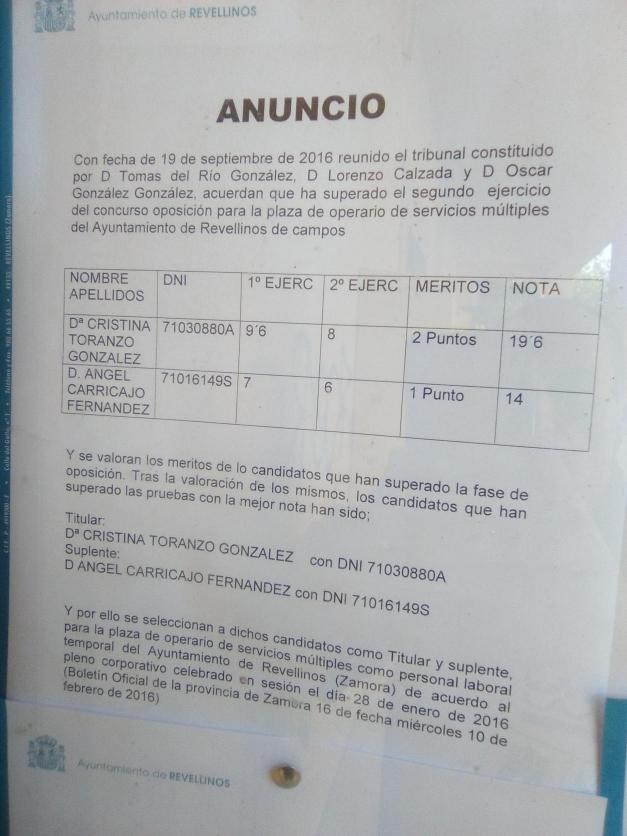 Ayuntamiento de REVELLINOS
ANUNCIO
Con fecha de 19 de septiembre de 2016 reunido el tribunal constituido
por D Tomas del Río González, D Lorenzo Calzada y D Oscar
González González, acuerdan que ha superado el segundo ejercicio
del concurso oposición para la plaza de operario de servicios múltiples
del Ayuntamiento de Revellinos de campos
NOMBRE APELLIDOS DNI 1º EJERC 2º EJERC MERITOS NOTA
Dª CRISTINA TORANZO GONZALEZ 71030880A 9´6 8 2 Puntos 19´6
D. ANGEL CARRICAJO FERNANDEZ 71016149S 7 6 1 Punto 14
Y se valoran los meritos de lo candidatos que han superado la fase de
oposición. Tras la valoración de los mismos, los candidatos que han
superado las pruebas con la mejor nota han sido;
Titular:
Dª CRISTINA TORANZO GONZALEZ con DNI 71030880A
Suplente:
D ANGEL CARRICAJO FERNANDEZ con DNI 71016149S
Y por ello se seleccionan a dichos candidatos como Titular y suplente,
para la plaza de operario de servicios múltiples como personal laboral
temporal del Ayuntamiento de Revellinos (Zamora) de acuerdo al
pleno corporativo celebrado en sesión el día 28 de enero de 2016
(Boletín Oficial de la provincia de Zamora 16 de fecha miércoles 10 de
febrero de 2016)
Ayuntamiento de REVELLINOS